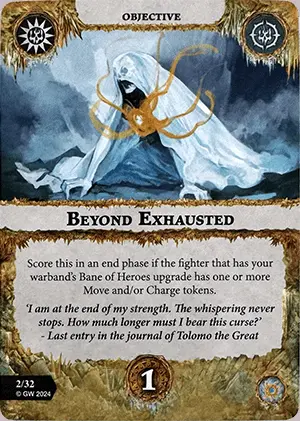 OBJECTIVE
BEYOND EXHAUSTED
Score this in an end phase if the fighter that has your
warband's Bane of Heroes upgrade has one or more
Move and/or Charge tokens.
'I am at the end of my strength. The whispering never
stops. How much longer must I bear this curse?'
- Last entry in the journal of Tolomo the Great
2/32
© GW 2024
1